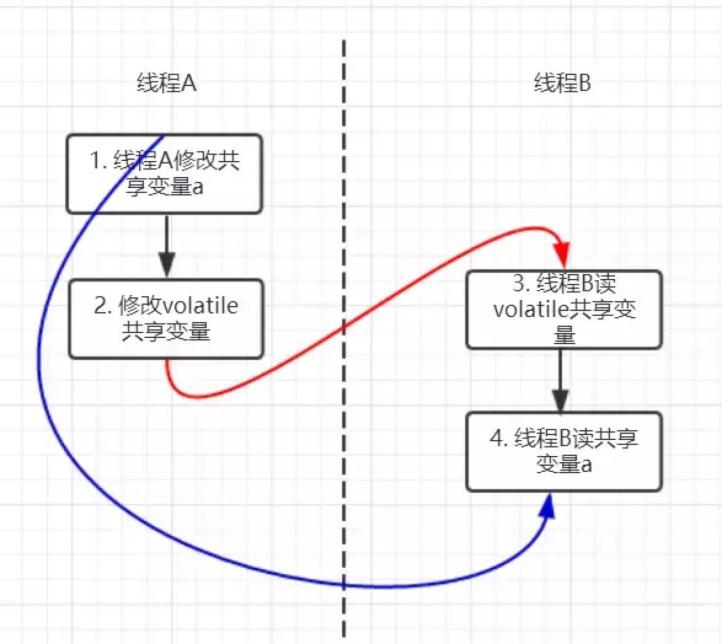 线程A
线程B
1. 线程A修改共
享变量a
2. 修改volatile
共享变量
3. 线程B读
volatile共享变
量
4. 线程B读共享
变量a